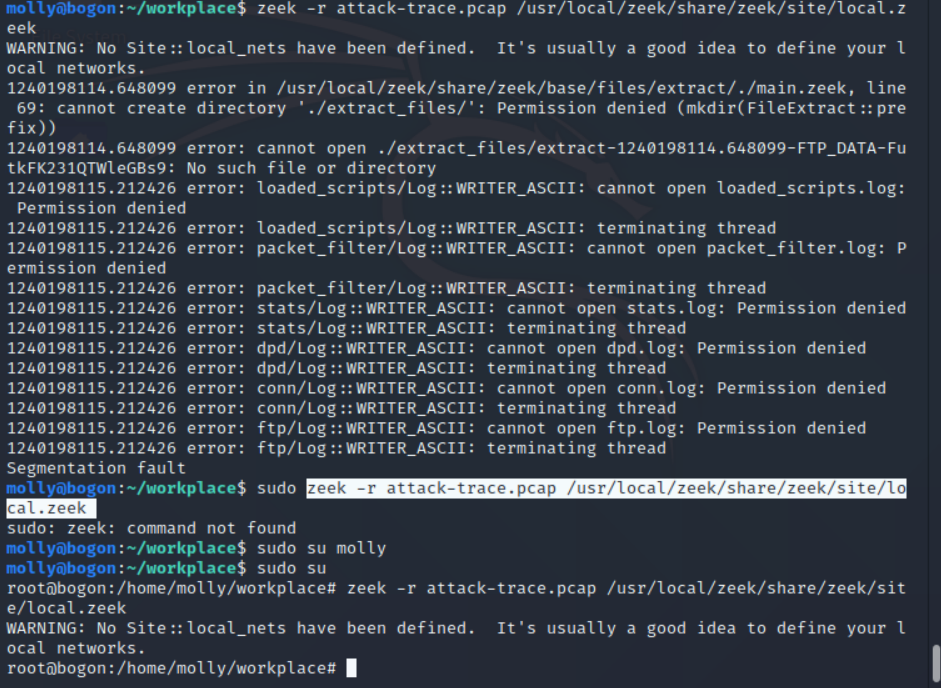 molly@bogon:~/workplace$ zeek -r attack-trace.pcap /usr/local/zeek/share/zeek/site/local.z
eek
WARNING: No Site::local_nets have been defined.  It's usually a good idea to define your l
ocal networks.
1240198114.648099 error in /usr/local/zeek/share/zeek/base/files/extract/./main.zeek, line
 69: cannot create directory './extract_files/': Permission denied (mkdir(FileExtract::pre
fix))
1240198114.648099 error: cannot open ./extract_files/extract-1240198114.648099-FTP_DATA-Fu
tkFK231QTWleGBs9: No such file or directory
1240198115.212426 error: loaded_scripts/Log::WRITER_ASCII: cannot open loaded_scripts.log:
 Permission denied
1240198115.212426 error: loaded_scripts/Log::WRITER_ASCII: terminating thread
1240198115.212426 error: packet_filter/Log::WRITER_ASCII: cannot open packet_filter.log: P
ermission denied
1240198115.212426 error: packet_filter/Log::WRITER_ASCII: terminating thread
1240198115.212426 error: stats/Log::WRITER_ASCII: cannot open stats.log: Permission denied
1240198115.212426 error: stats/Log::WRITER_ASCII: terminating thread
1240198115.212426 error: dpd/Log::WRITER_ASCII: cannot open dpd.log: Permission denied
1240198115.212426 error: dpd/Log::WRITER_ASCII: terminating thread
1240198115.212426 error: conn/Log::WRITER_ASCII: cannot open conn.log: Permission denied
1240198115.212426 error: conn/Log::WRITER_ASCII: terminating thread
1240198115.212426 error: ftp/Log::WRITER_ASCII: cannot open ftp.log: Permission denied
1240198115.212426 error: ftp/Log::WRITER_ASCII: terminating thread
Segmentation fault
molly@bogon:~/workplace$ sudo zeek -r attack-trace.pcap /usr/local/zeek/share/zeek/site/lo
cal.zeek
sudo: zeek: command not found
molly@bogon:~/workplace$ sudo su molly
molly@bogon:~/workplace$ sudo su
root@bogon:/home/molly/workplace# zeek -r attack-trace.pcap /usr/local/zeek/share/zeek/sit
e/local.zeek
WARNING: No Site::local_nets have been defined.  It's usually a good idea to define your l
ocal networks.
root@bogon:/home/molly/workplace#